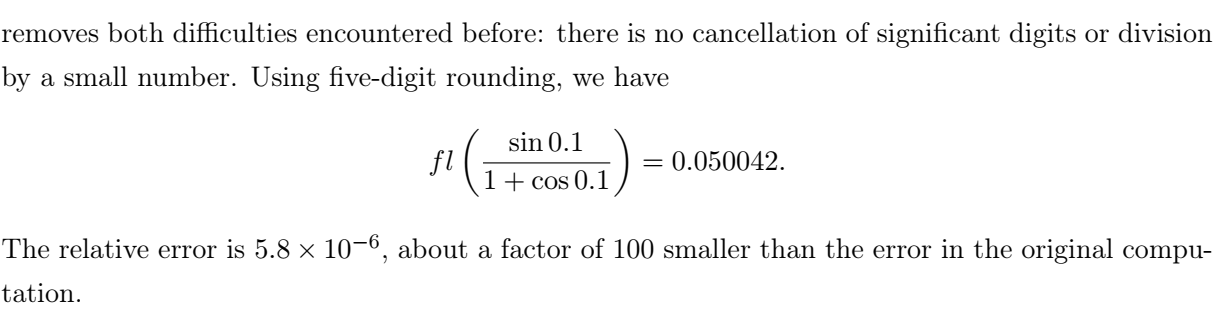 removes both difficulties encountered before: there is no cancellation of significant digits or division
by a small number. Using five-digit rounding, we have
fl ( sin 0.1 / 1 + cos 0.1 ) = 0.050042.
The relative error is 5.8 × 10⁻⁶, about a factor of 100 smaller than the error in the original compu-
tation.